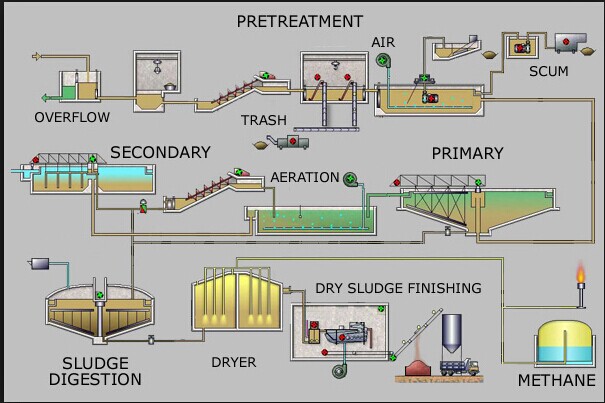 PRETREATMENT
AIR
SCUM
OVERFLOW
TRASH
SECONDARY
PRIMARY
AERATION
DRY SLUDGE FINISHING
SLUDGE
DIGESTION
DRYER
METHANE